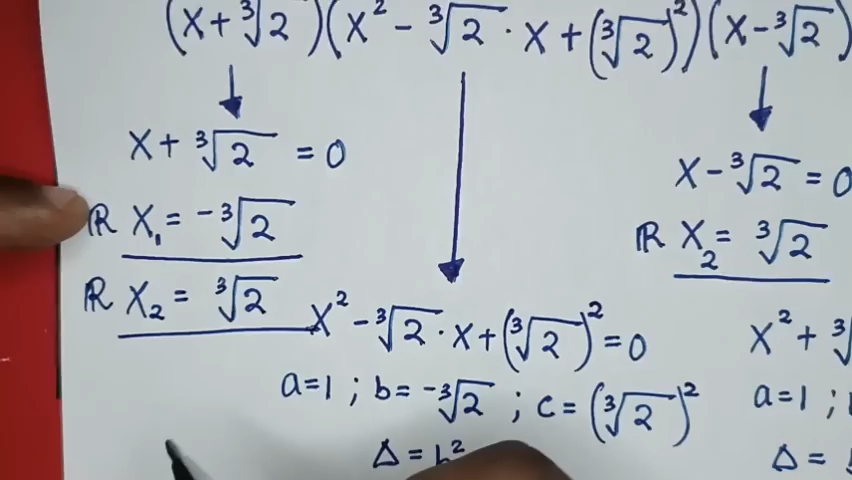 (x+∛2)(x²-∛2·x+(∛2)²)(x-∛2)
x+∛2 = 0
x-∛2 = 0
ℝ x₁ = -∛2
ℝ x₂ = ∛2
ℝ x₂ = ∛2
x²-∛2·x+(∛2)² = 0
x²+∛
a=1 ; b= -∛2 ; c= (∛2)²
a=1 ;
Δ = b²
Δ =